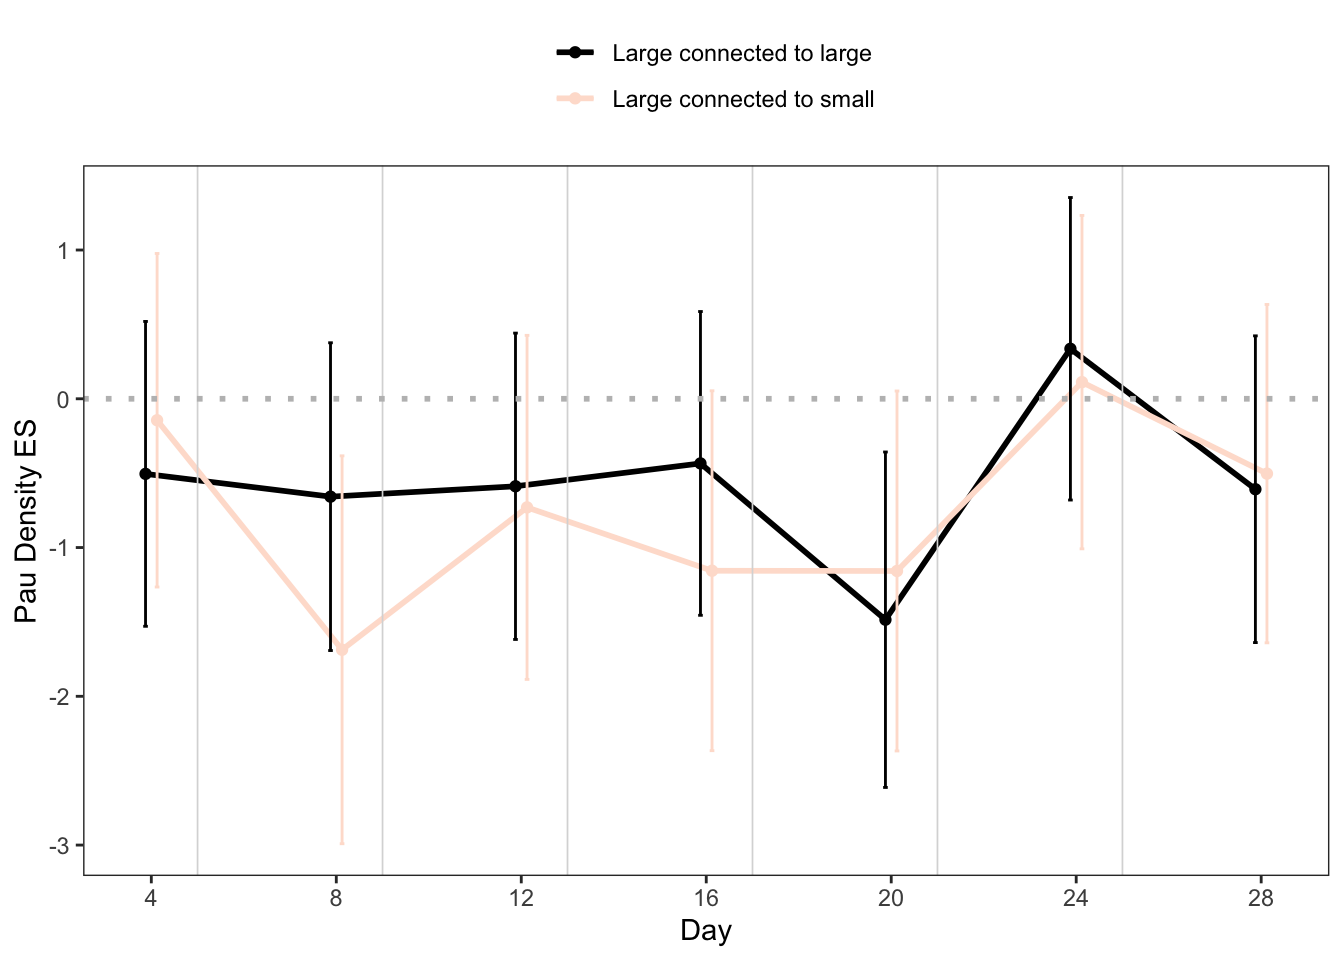 Large connected to large
Large connected to small
Pau Density ES
1
0
-1
-2
-3
4 8 12 16 20 24 28
Day